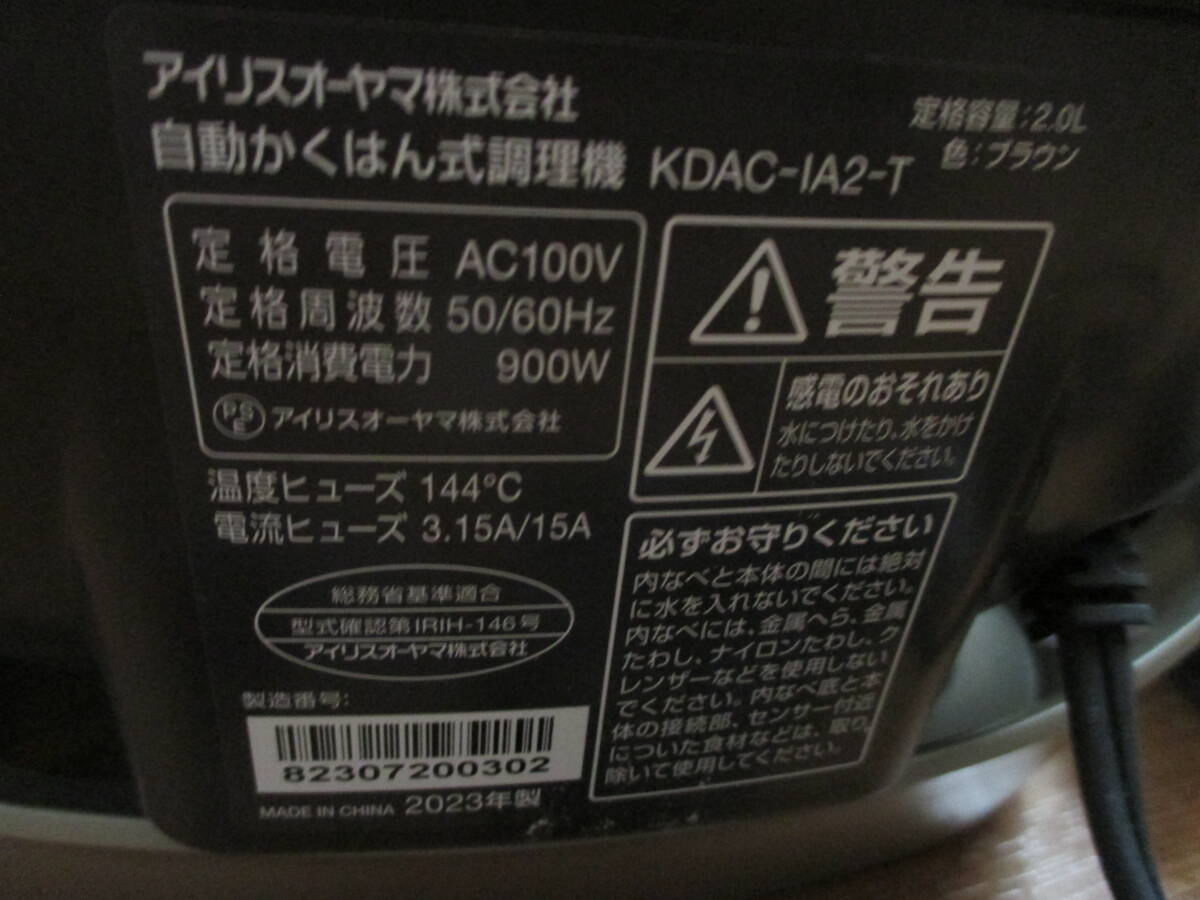 アイリスオーヤマ株式会社
自動かくはん式調理機 KDAC-IA2-T
定格容量:2.0L
色:ブラウン
定格電圧 AC100V
定格周波数 50/60Hz
定格消費電力 900W
PSE アイリスオーヤマ株式会社
温度ヒューズ 144℃
電流ヒューズ 3.15A/15A
総務省基準適合
型式確認第IRIH-146号
アイリスオーヤマ株式会社
製造番号:
82307200302
MADE IN CHINA 2023年製
警告
感電のおそれあり
水につけたり、水をかけ
たりしないでください。
必ずお守りください
内なべと本体の間には絶対
に水を入れないでください。
内なべには、金属へら、金属
たわし、ナイロンたわし、ク
レンザーなどを使用しない
でください。内なべ底と本
体の接続部、センサー付近
についた食材などは、取り
除いて使用してください。